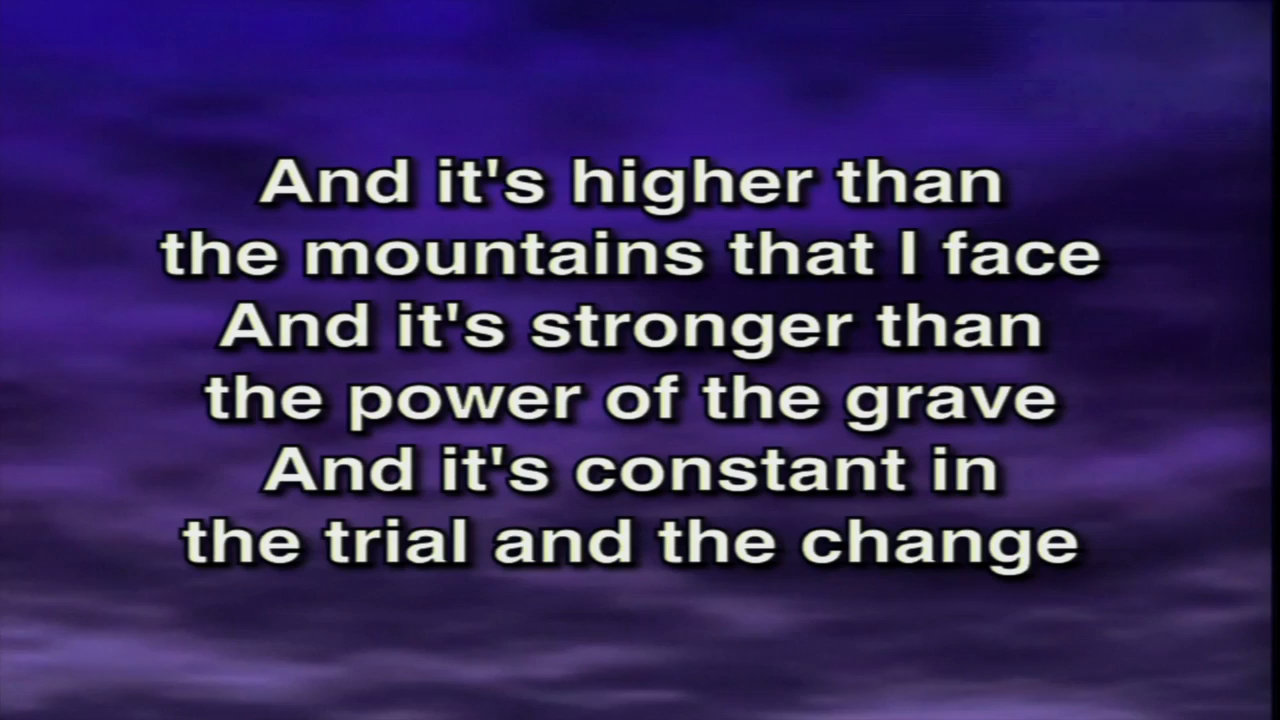 And it's higher than
the mountains that I face
And it's stronger than
the power of the grave
And it's constant in
the trial and the change